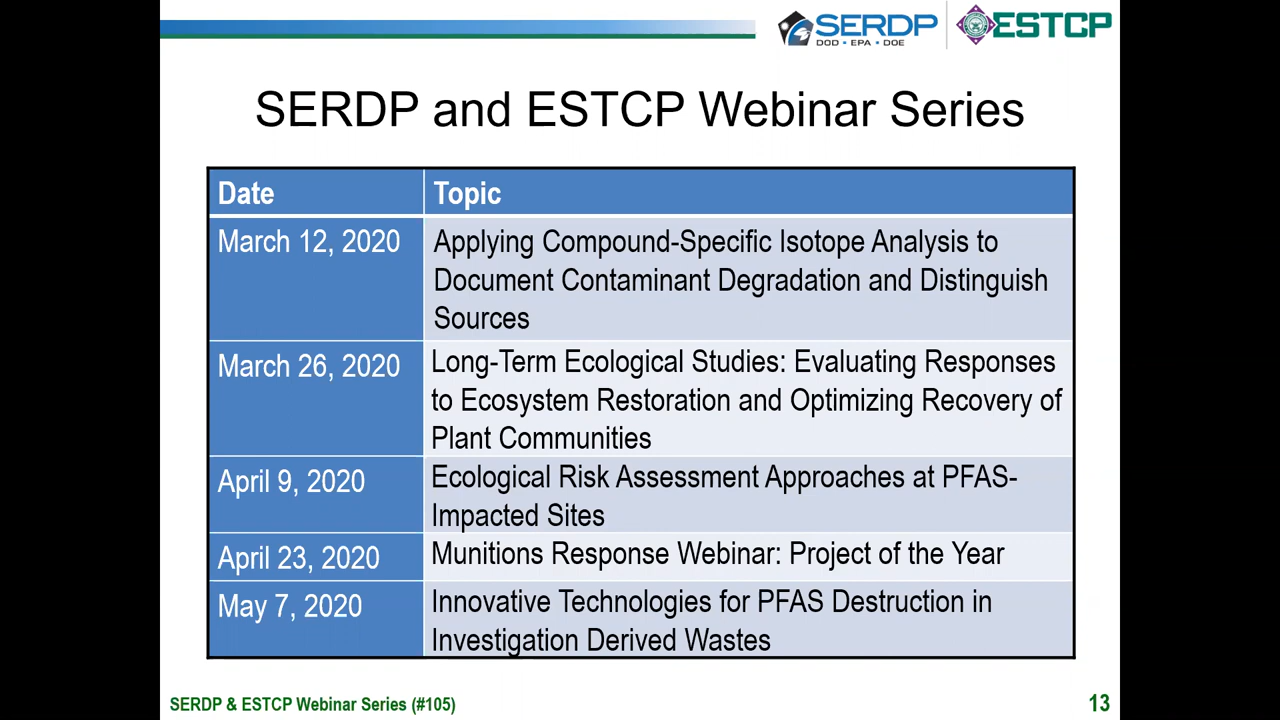 SERDP
DOD • EPA • DOE
ESTCP
SERDP and ESTCP Webinar Series
Date
Topic
March 12, 2020
Applying Compound-Specific Isotope Analysis to
Document Contaminant Degradation and Distinguish
Sources
March 26, 2020
Long-Term Ecological Studies: Evaluating Responses
to Ecosystem Restoration and Optimizing Recovery of
Plant Communities
April 9, 2020
Ecological Risk Assessment Approaches at PFAS-
Impacted Sites
April 23, 2020
Munitions Response Webinar: Project of the Year
May 7, 2020
Innovative Technologies for PFAS Destruction in
Investigation Derived Wastes
SERDP & ESTCP Webinar Series (#105)
13